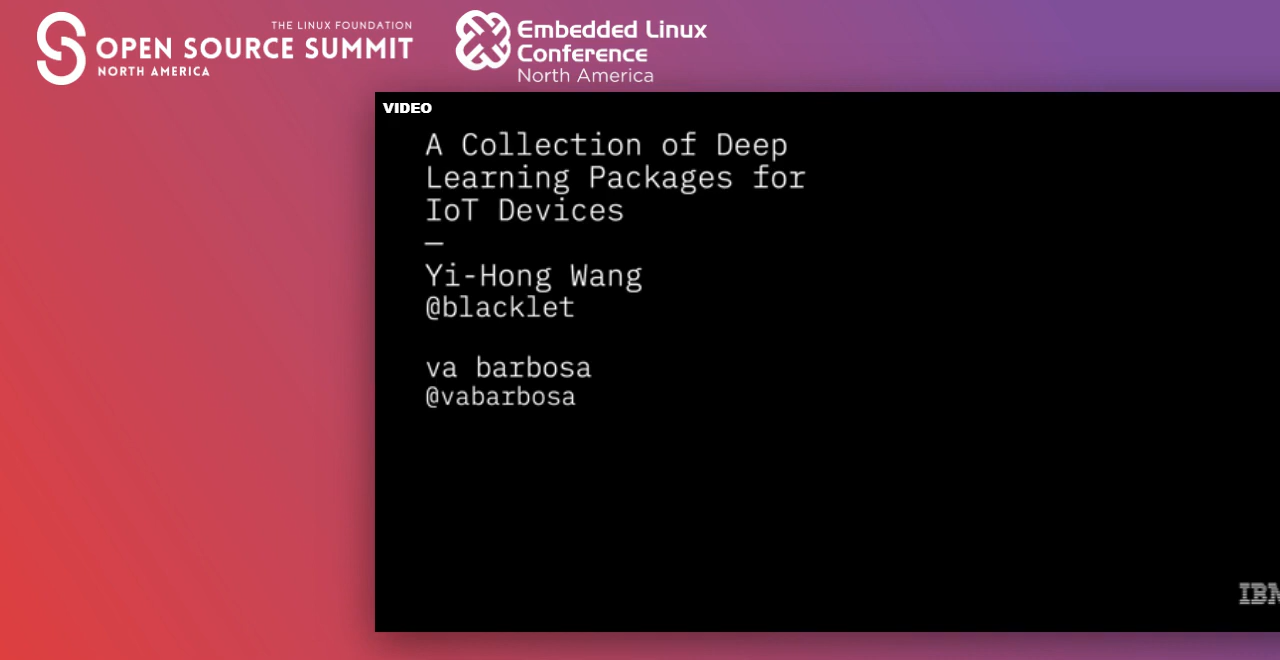 THE LINUX FOUNDATION
OPEN SOURCE SUMMIT
NORTH AMERICA
Embedded Linux
Conference
North America
VIDEO
A Collection of Deep
Learning Packages for
IoT Devices
—
Yi-Hong Wang
@blacklet
va barbosa
@vabarbosa
IBM